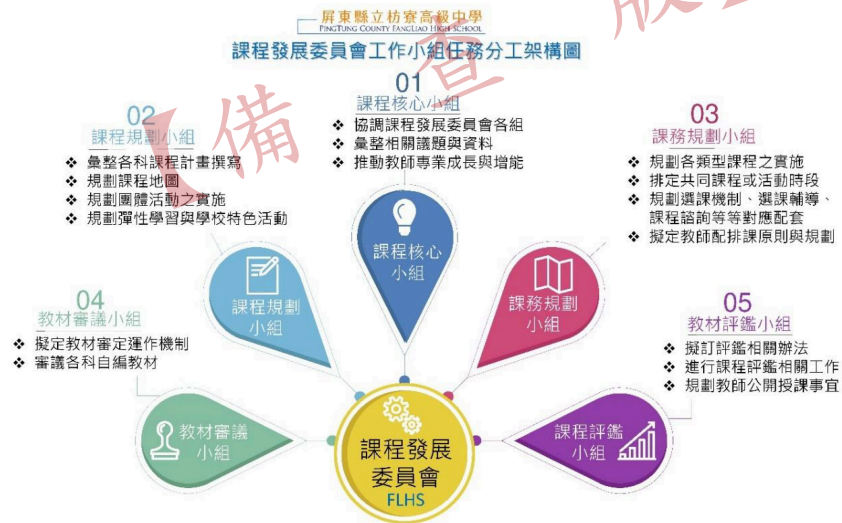 屏東縣立枋寮高級中學
PINGTUNG COUNTY FANGLIAO HIGH SCHOOL
課程發展委員會工作小組任務分工架構圖
01
課程核心小組
❖ 協調課程發展委員會各組
❖ 彙整相關議題與資料
❖ 推動教師專業成長與增能
02
課程規劃小組
❖ 彙整各科課程計畫撰寫
❖ 規劃課程地圖
❖ 規劃團體活動之實施
❖ 規劃彈性學習與學校特色活動
03
課務規劃小組
❖ 規劃各類型課程之實施
❖ 排定共同課程或活動時段
❖ 規劃選課機制、選課輔導、
課程諮詢等等對應配套
❖ 擬定教師配排課原則與規劃
04
教材審議小組
❖ 擬定教材審定運作機制
❖ 審議各科自編教材
05
教材評鑑小組
❖ 擬訂評鑑相關辦法
❖ 進行課程評鑑相關工作
❖ 規劃教師公開授課事宜
課程核心
小組
課程規劃
小組
課務規劃
小組
教材審議
小組
課程評鑑
小組
課程發展
委員會
FLHS
【備查版